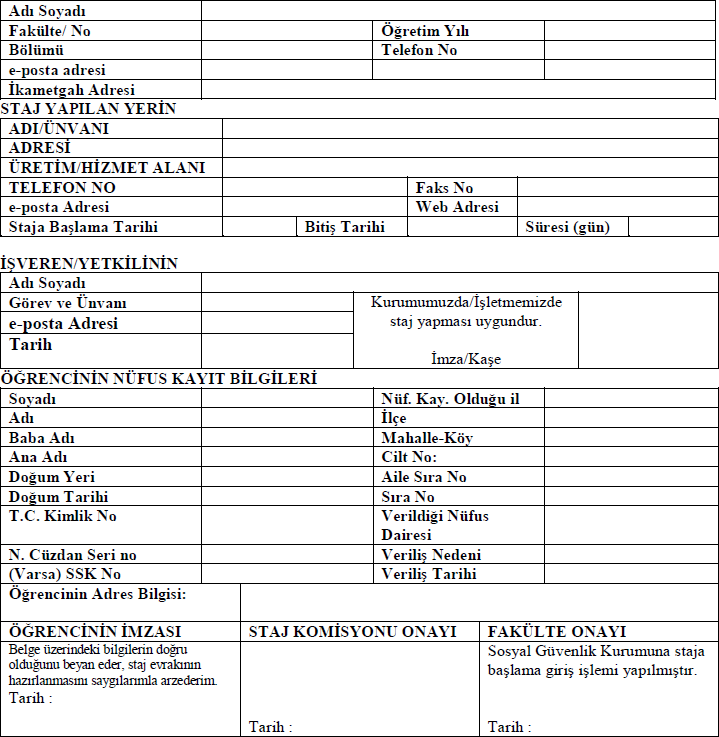 Adı Soyadı
Fakülte/ No Öğretim Yılı
Bölümü Telefon No
e-posta adresi
İkametgah Adresi
STAJ YAPILAN YERİN
ADI/ÜNVANI
ADRESİ
ÜRETİM/HİZMET ALANI
TELEFON NO Faks No
e-posta Adresi Web Adresi
Staja Başlama Tarihi Bitiş Tarihi Süresi (gün)
İŞVEREN/YETKİLİNİN
Adı Soyadı
Görev ve Ünvanı
e-posta Adresi
Tarih
Kurumumuzda/İşletmemizde
staj yapması uygundur.
İmza/Kaşe
ÖĞRENCİNİN NÜFUS KAYIT BİLGİLERİ
Soyadı Nüf. Kay. Olduğu il
Adı İlçe
Baba Adı Mahalle-Köy
Ana Adı Cilt No:
Doğum Yeri Aile Sıra No
Doğum Tarihi Sıra No
T.C. Kimlik No Verildiği Nüfus
Dairesi
N. Cüzdan Seri no Veriliş Nedeni
(Varsa) SSK No Veriliş Tarihi
Öğrencinin Adres Bilgisi:
ÖĞRENCİNİN İMZASI STAJ KOMİSYONU ONAYI FAKÜLTE ONAYI
Belge üzerindeki bilgilerin doğru
olduğunu beyan eder, staj evrakının
hazırlanmasını saygılarımla arzederim.
Tarih :
Tarih :
Sosyal Güvenlik Kurumuna staja
başlama giriş işlemi yapılmıştır.
Tarih :